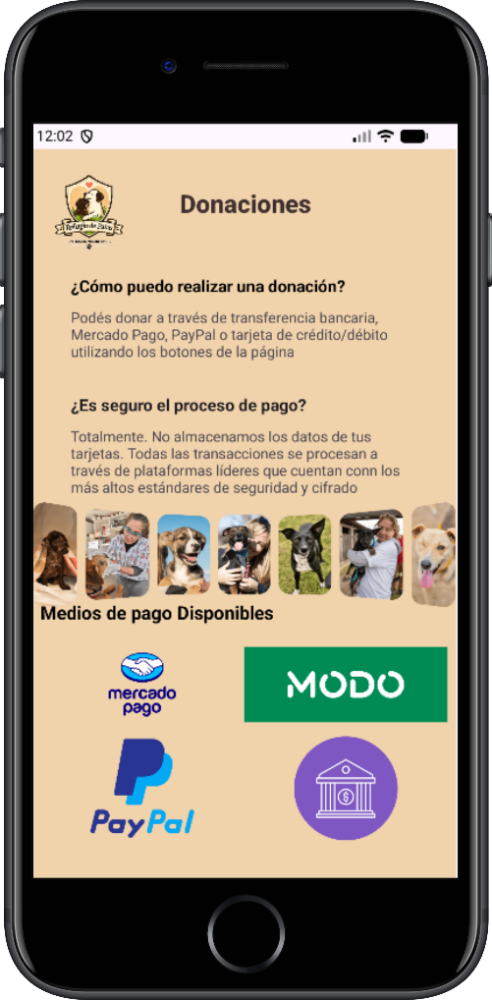 12:02
Donaciones
Refugio de Patas
¿Cómo puedo realizar una donación?
Podés donar a través de transferencia bancaria,
Mercado Pago, PayPal o tarjeta de crédito/débito
utilizando los botones de la página
¿Es seguro el proceso de pago?
Totalmente. No almacenamos los datos de tus
tarjetas. Todas las transacciones se procesan a
través de plataformas líderes que cuentan conn los
más altos estándares de seguridad y cifrado
Medios de pago Disponibles
mercado
pago
MODO
PayPal
$